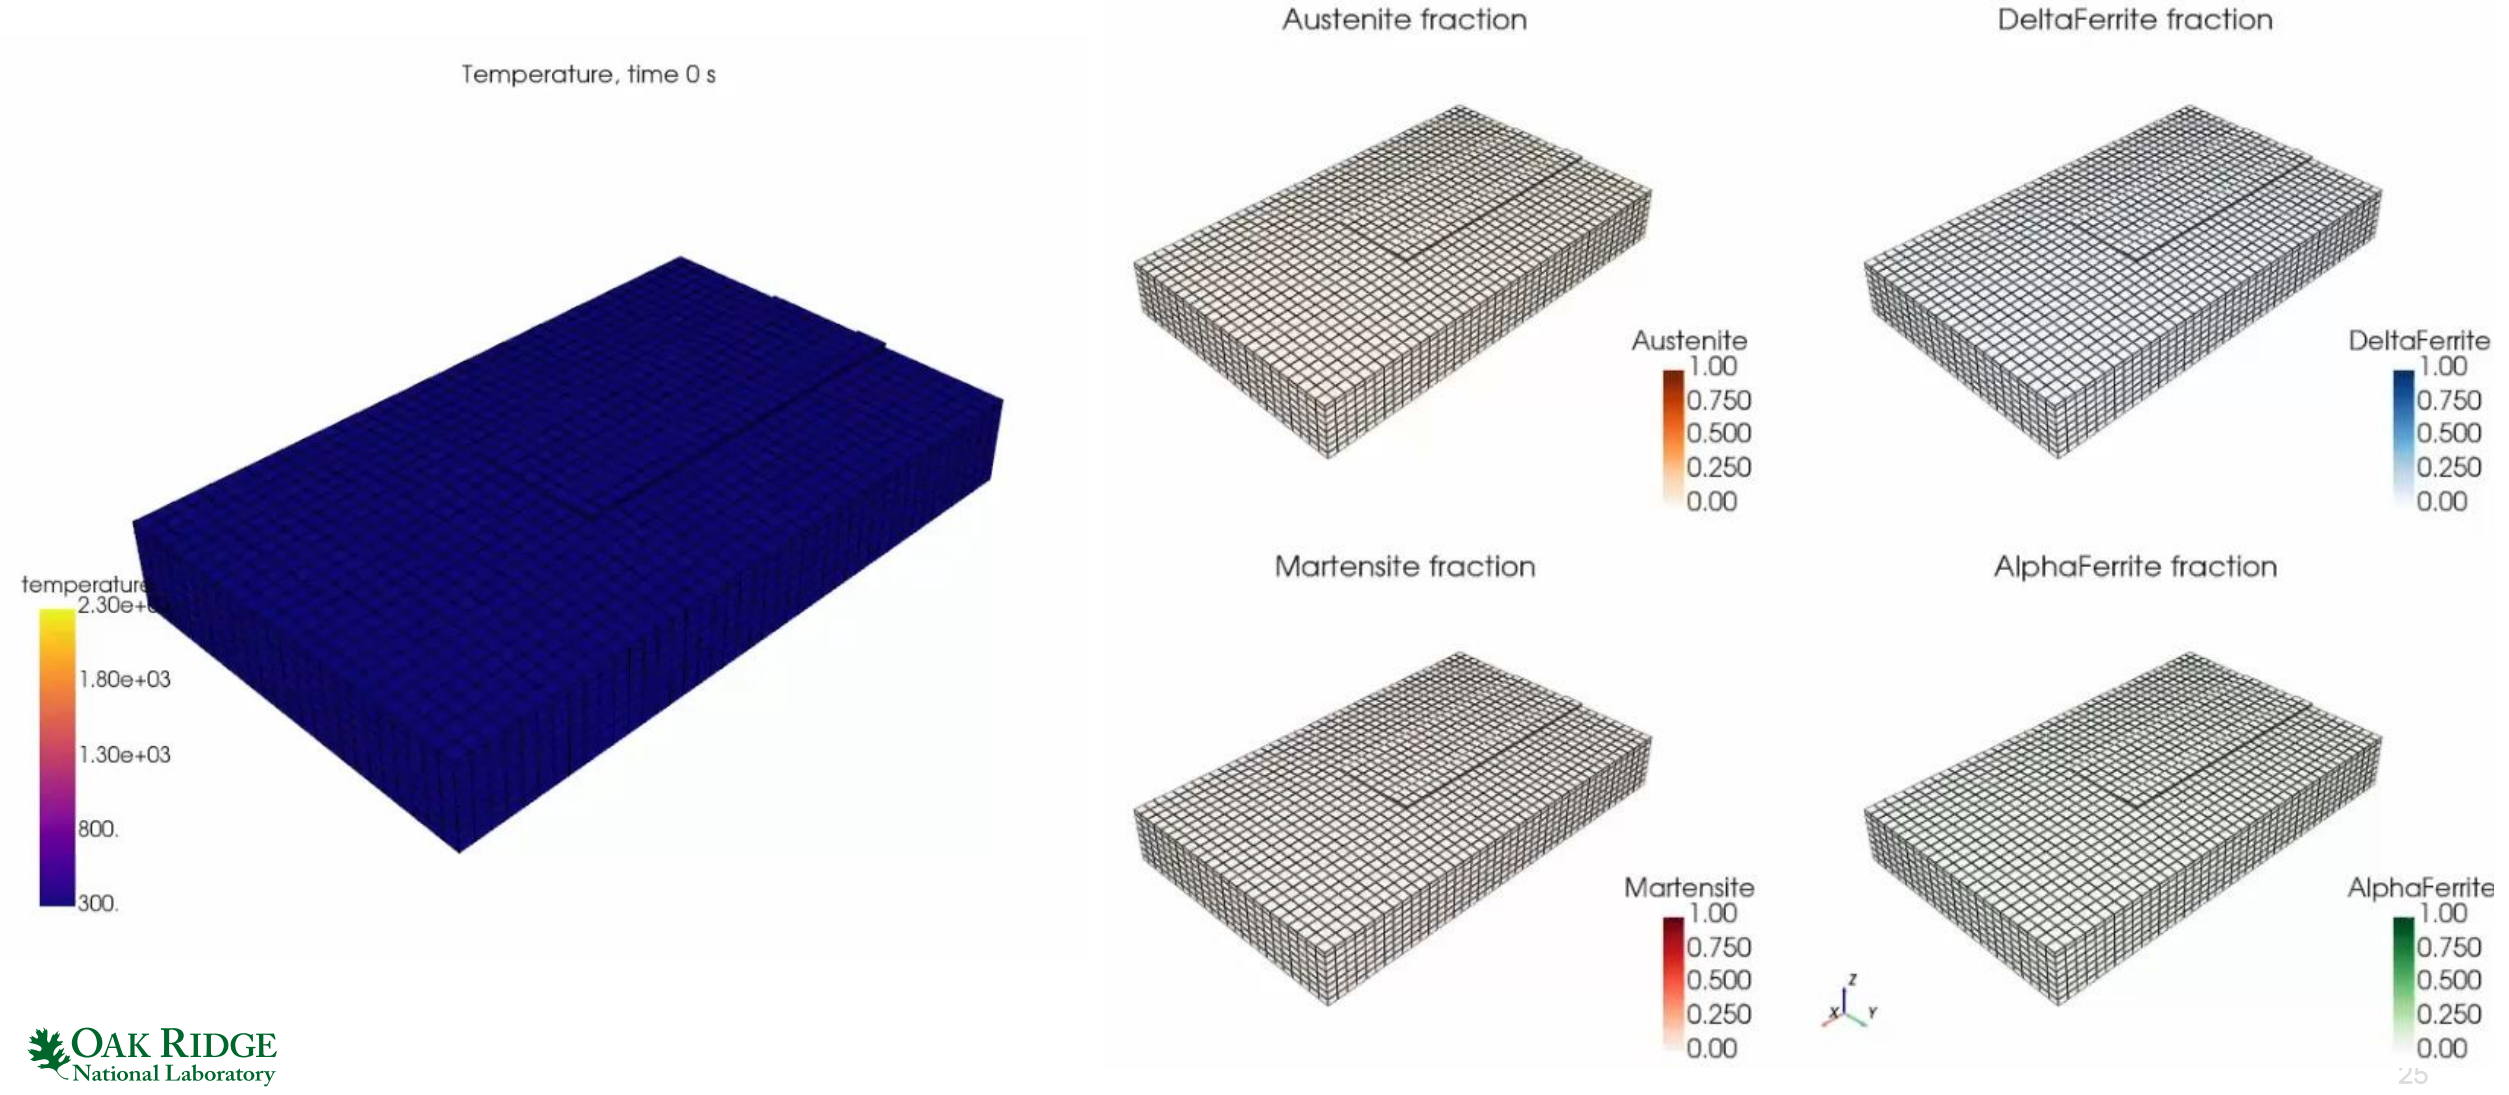 Temperature, time 0 s
temperature
2.30e+
1.80e+03
1.30e+03
800.
300.
Austenite fraction
Austenite
1.00
0.750
0.500
0.250
0.00
DeltaFerrite fraction
DeltaFerrite
1.00
0.750
0.500
0.250
0.00
Martensite fraction
Martensite
1.00
0.750
0.500
0.250
0.00
AlphaFerrite fraction
AlphaFerrite
1.00
0.750
0.500
0.250
0.00
Z
X
Y
OAK RIDGE
National Laboratory
25